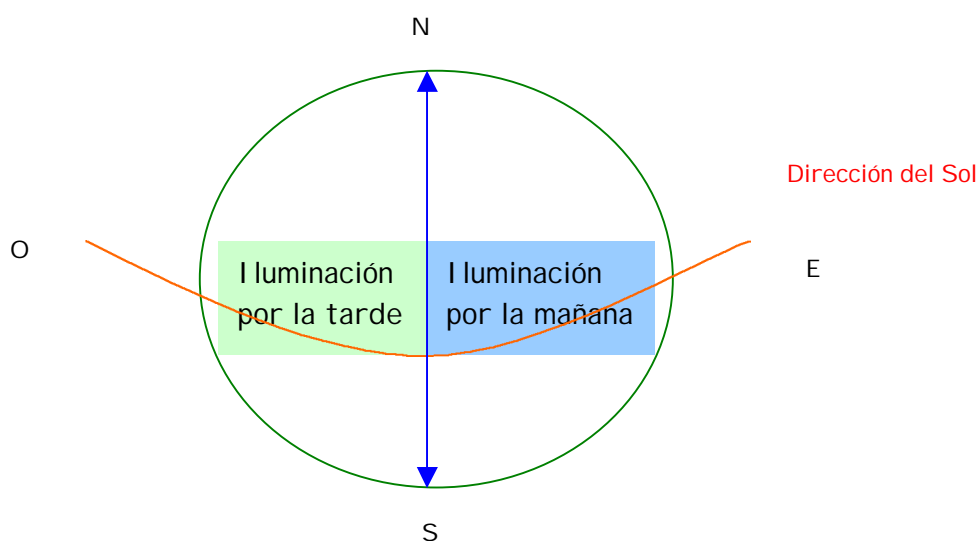 N
Dirección del Sol
O
Iluminación
por la tarde
Iluminación
por la mañana
E
S